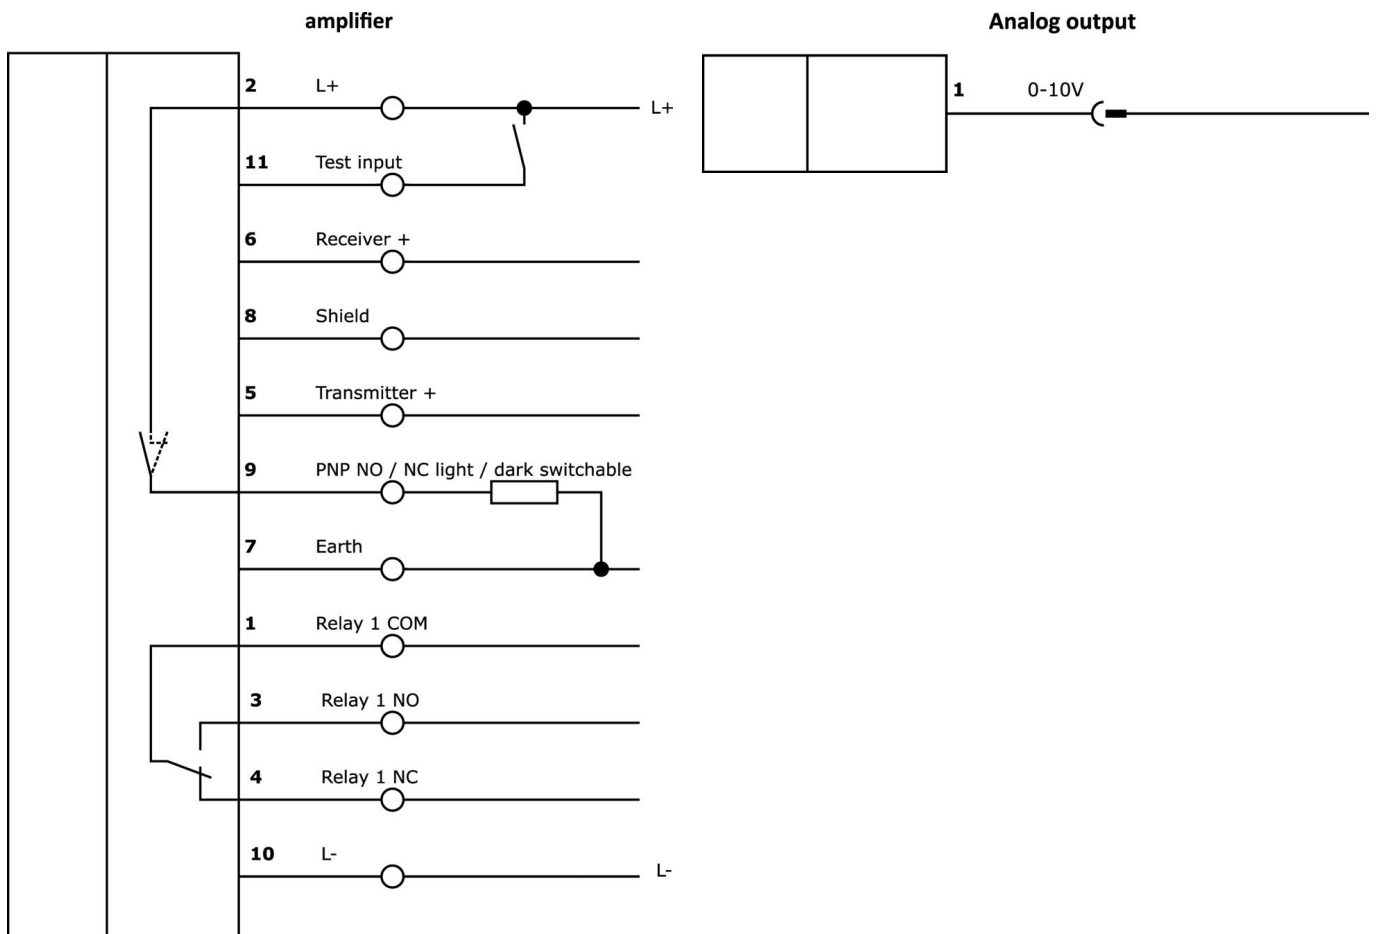 amplifier
2 L+
L+
11 Test input
6 Receiver +
8 Shield
5 Transmitter +
9 PNP NO / NC light / dark switchable
7 Earth
1 Relay 1 COM
3 Relay 1 NO
4 Relay 1 NC
10 L-
L-
Analog output
1 0-10V